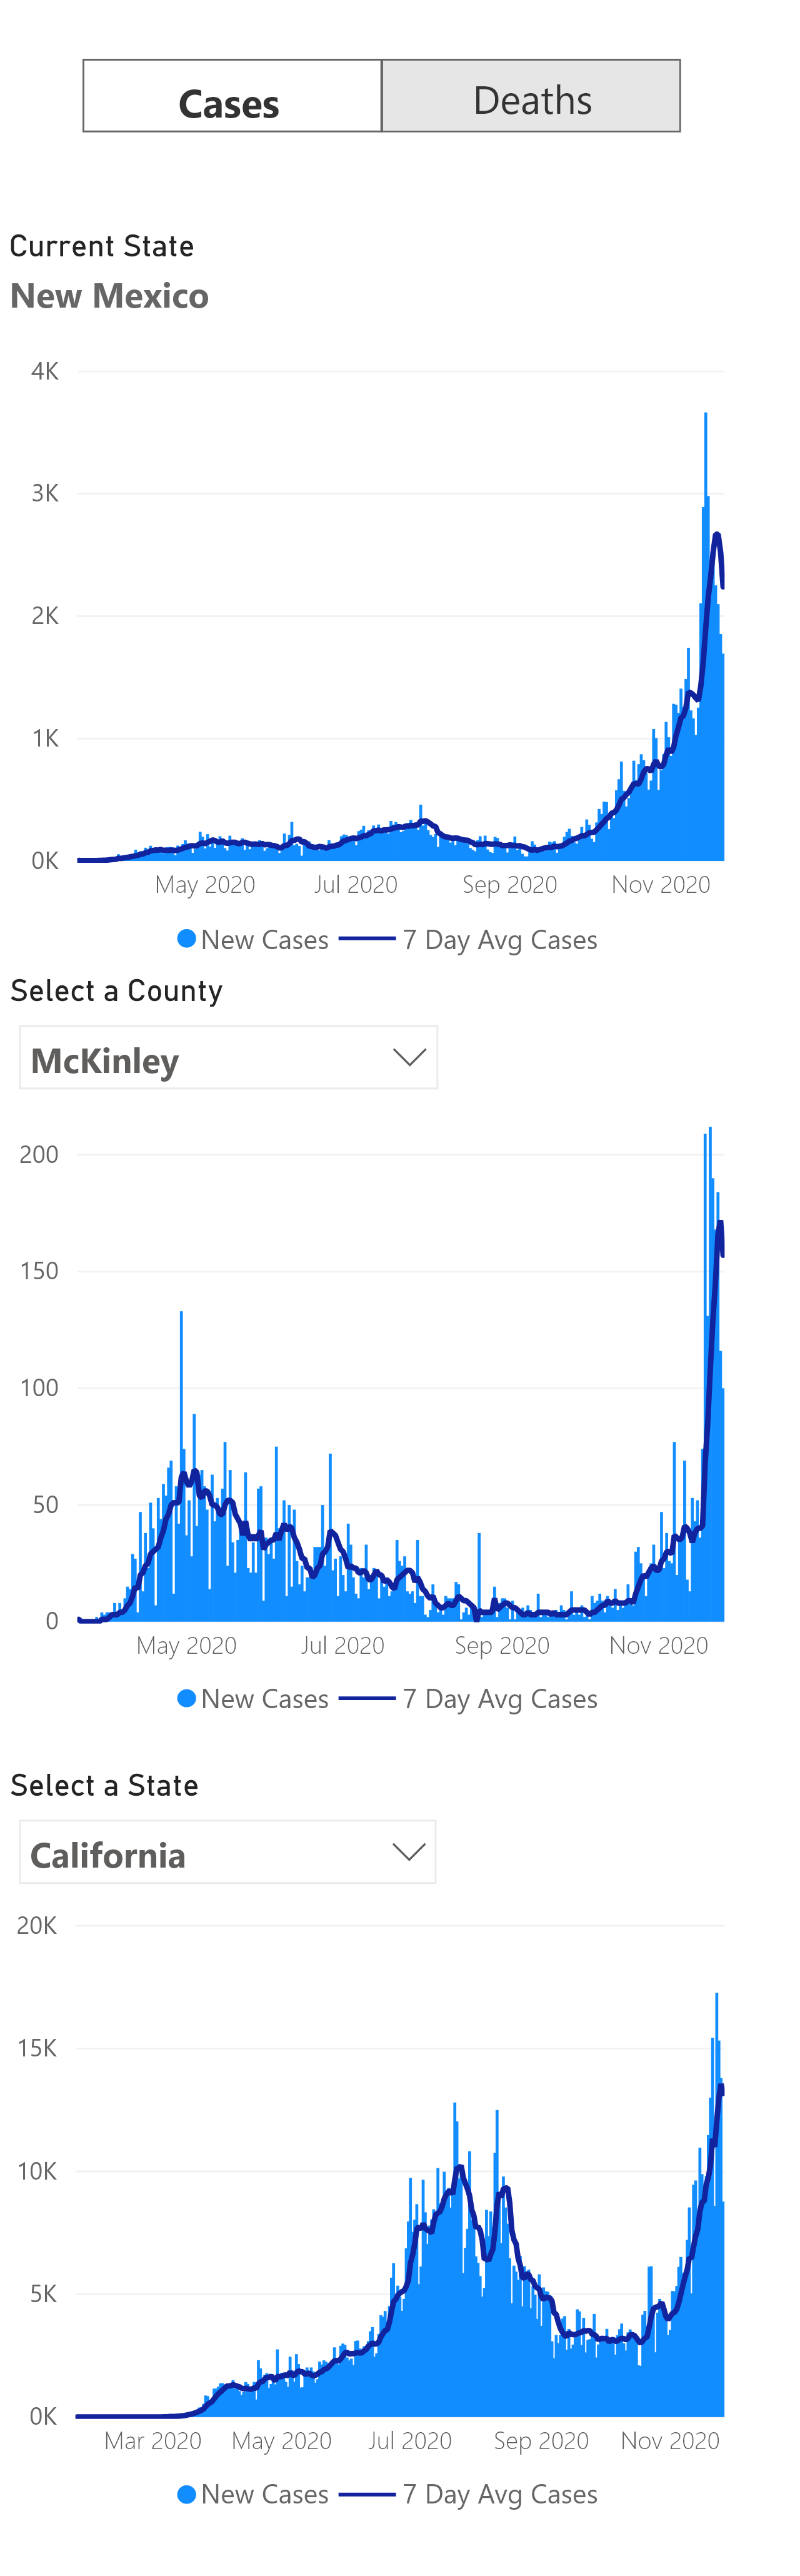 Cases Deaths
Current State
New Mexico
4K
3K
2K
1K
0K
May 2020 Jul 2020 Sep 2020 Nov 2020
New Cases 7 Day Avg Cases
Select a County
McKinley
200
150
100
50
0
May 2020 Jul 2020 Sep 2020 Nov 2020
New Cases 7 Day Avg Cases
Select a State
California
20K
15K
10K
5K
0K
Mar 2020 May 2020 Jul 2020 Sep 2020 Nov 2020
New Cases 7 Day Avg Cases